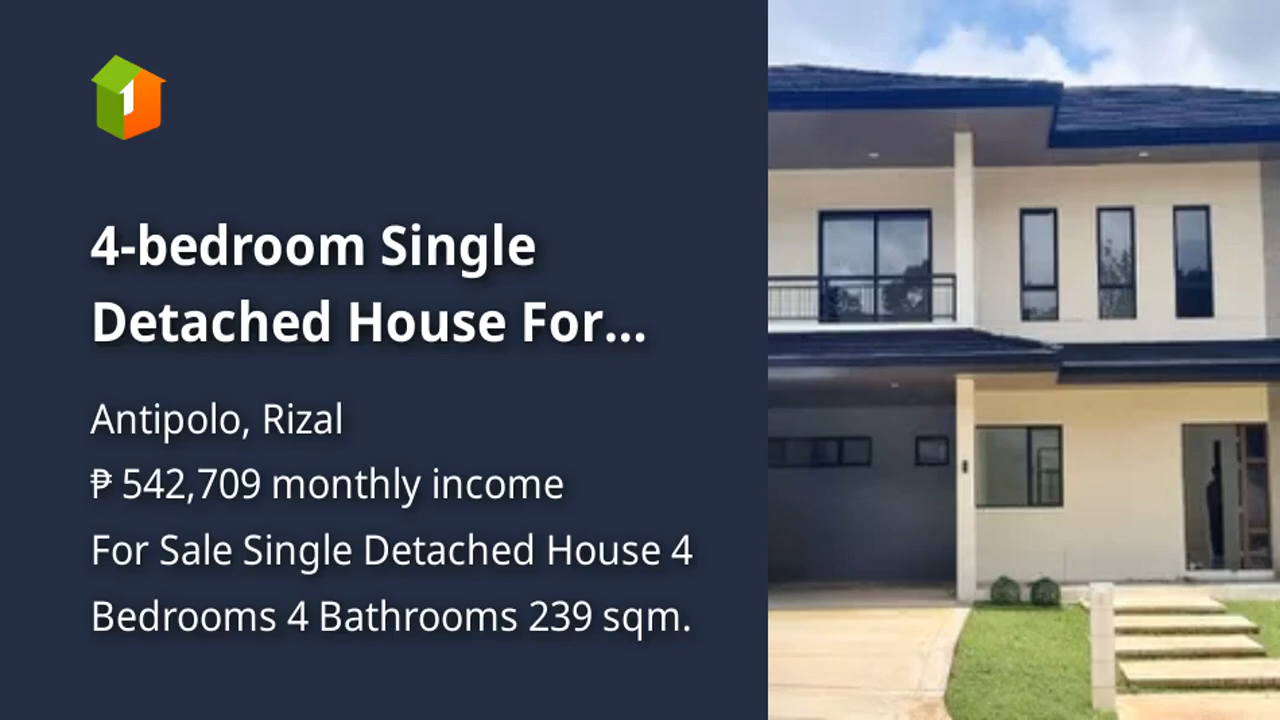 4-bedroom Single
Detached House For...
Antipolo, Rizal
₱ 542,709 monthly income
For Sale Single Detached House 4
Bedrooms 4 Bathrooms 239 sqm.